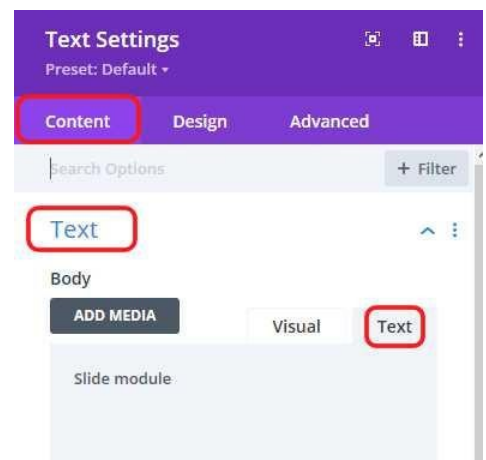 Text Settings
Preset: Default
Content Design Advanced
Search Options + Filter
Text
Body
ADD MEDIA Visual Text
Slide module